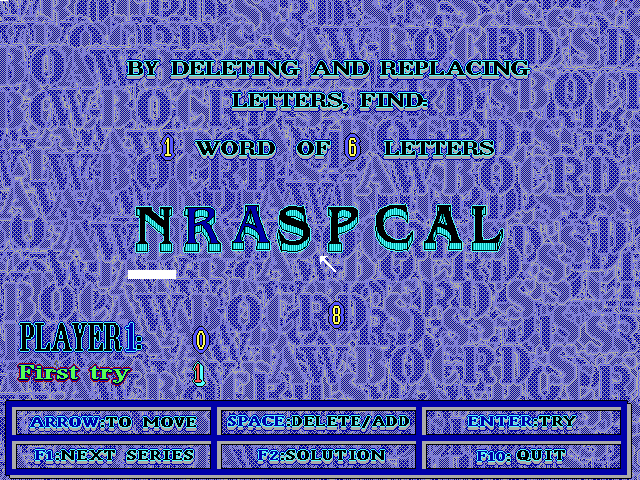 BY DELETING AND REPLACING
LETTERS, FIND:
1 WORD OF 6 LETTERS
NRASPCAL
8
PLAYER1: 0
First try 1
ARROW:TO MOVE SPACE:DELETE/ADD ENTER:TRY
F1:NEXT SERIES F2:SOLUTION F10:QUIT